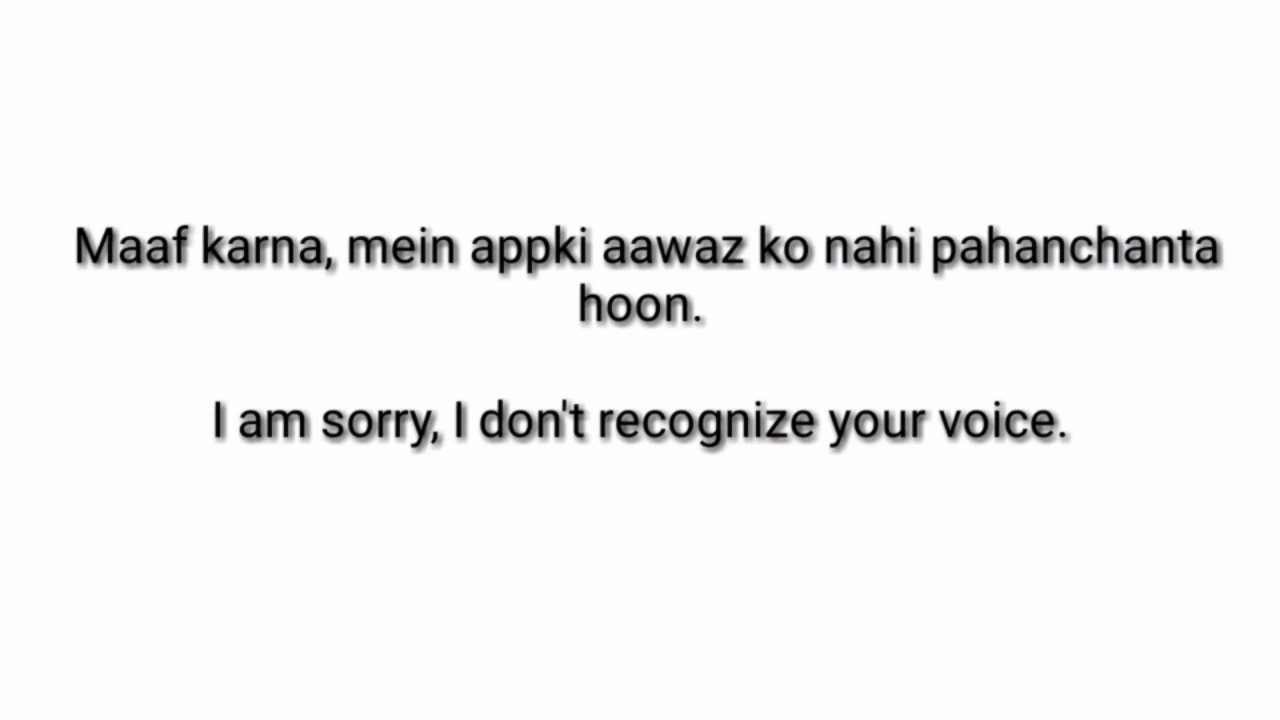 Maaf karna, mein appki aawaz ko nahi pahanchanta
hoon.
I am sorry, I don't recognize your voice.